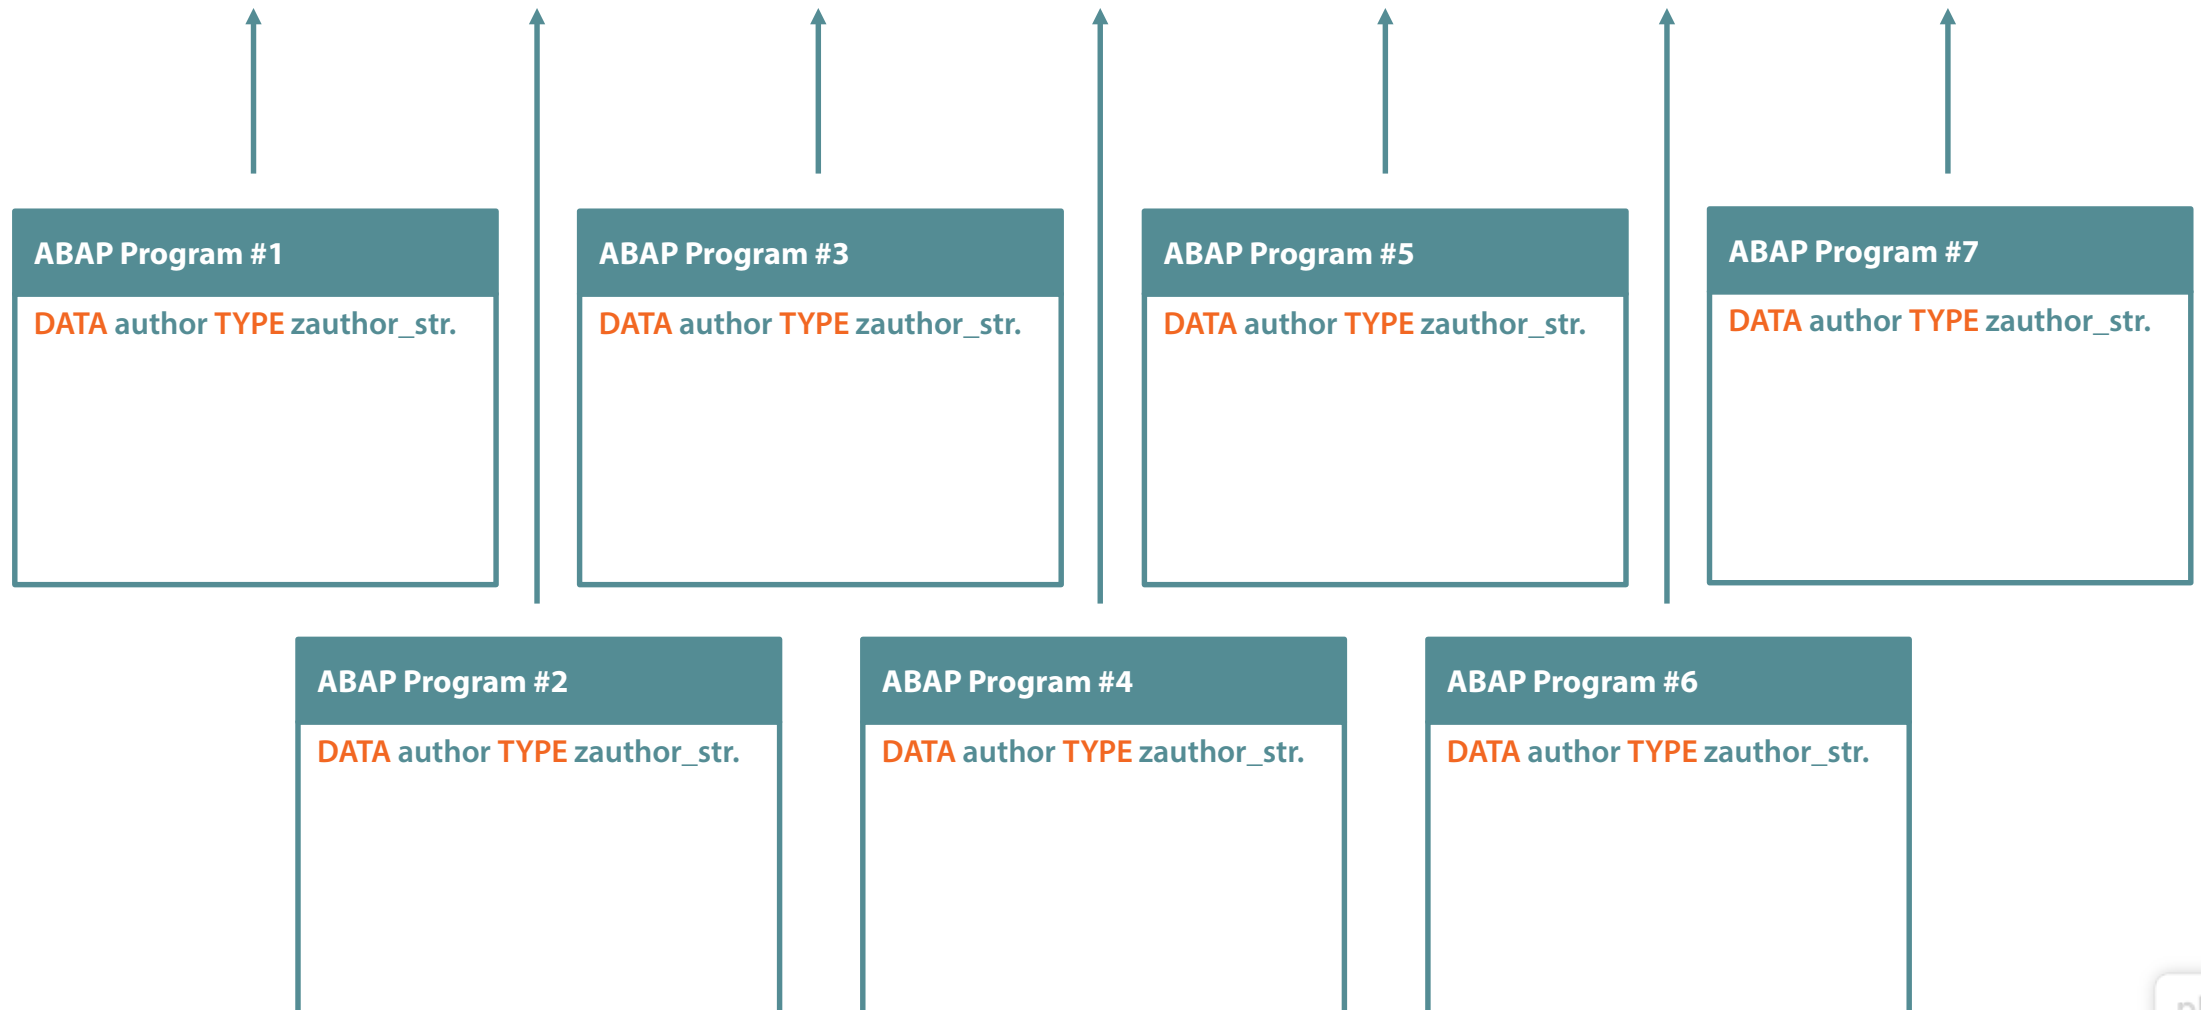 ABAP Program #1
DATA author TYPE zauthor_str.
ABAP Program #3
DATA author TYPE zauthor_str.
ABAP Program #5
DATA author TYPE zauthor_str.
ABAP Program #7
DATA author TYPE zauthor_str.
ABAP Program #2
DATA author TYPE zauthor_str.
ABAP Program #4
DATA author TYPE zauthor_str.
ABAP Program #6
DATA author TYPE zauthor_str.